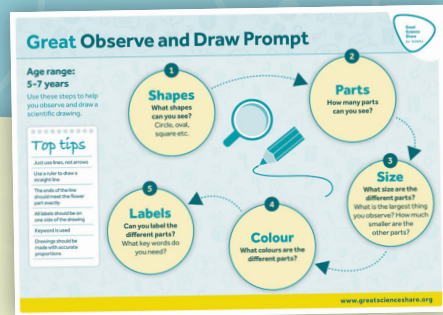 Great Observe and Draw Prompt
Great
Science
Share
for Schools
Age range:
5-7 years
Use these steps to help
you observe and draw a
scientific drawing.
Top tips
Just use lines, not arrows
Use a ruler to draw a
straight line
The ends of the line
should meet the flower
part exactly
All labels should be on
one side of the drawing
Keyword is used
Drawings should be
made with accurate
proportions
1
Shapes
What shapes
can you see?
Circle, oval,
square etc.
2
Parts
How many parts
can you see?
3
Size
What size are the
different parts?
What is the largest thing
you observe? How much
smaller are the
other parts?
4
Colour
What colours are the
different parts?
5
Labels
Can you label the
different parts?
What key words do
you need?
www.greatscienceshare.org